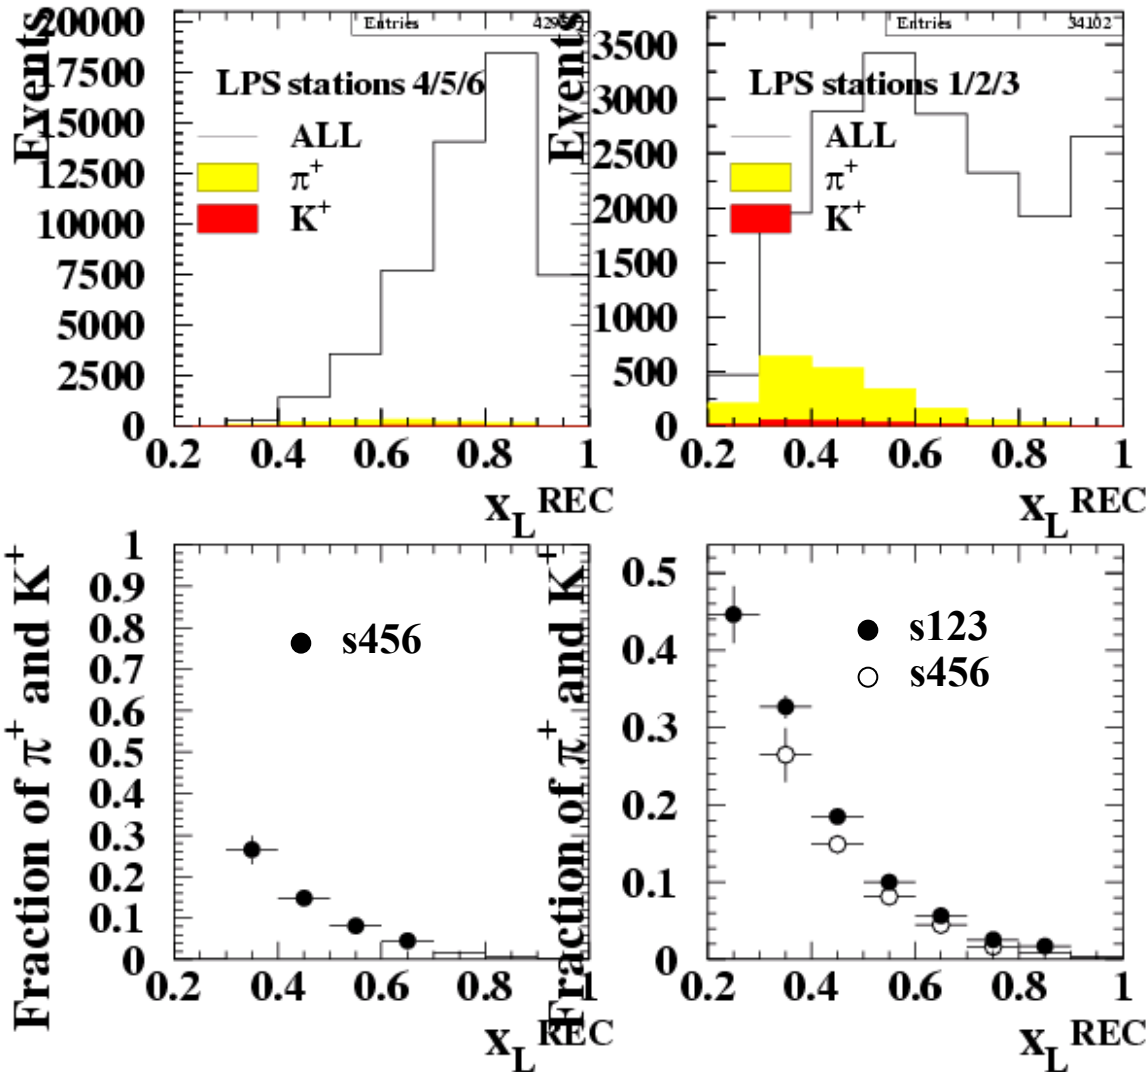 Entries
LPS stations 4/5/6
ALL
π+
K+
Events
20000
17500
15000
12500
10000
7500
5000
2500
0
0.2 0.4 0.6 0.8 1
xL REC
Entries 34102
LPS stations 1/2/3
ALL
π+
K+
Events
3500
3000
2500
2000
1500
1000
500
0
0.2 0.4 0.6 0.8 1
xL REC
s456
Fraction of π+ and K+
1
0.9
0.8
0.7
0.6
0.5
0.4
0.3
0.2
0.1
0
0.2 0.4 0.6 0.8 1
xL REC
s123
s456
Fraction of π+ and K+
0.5
0.4
0.3
0.2
0.1
0
0.2 0.4 0.6 0.8 1
xL REC